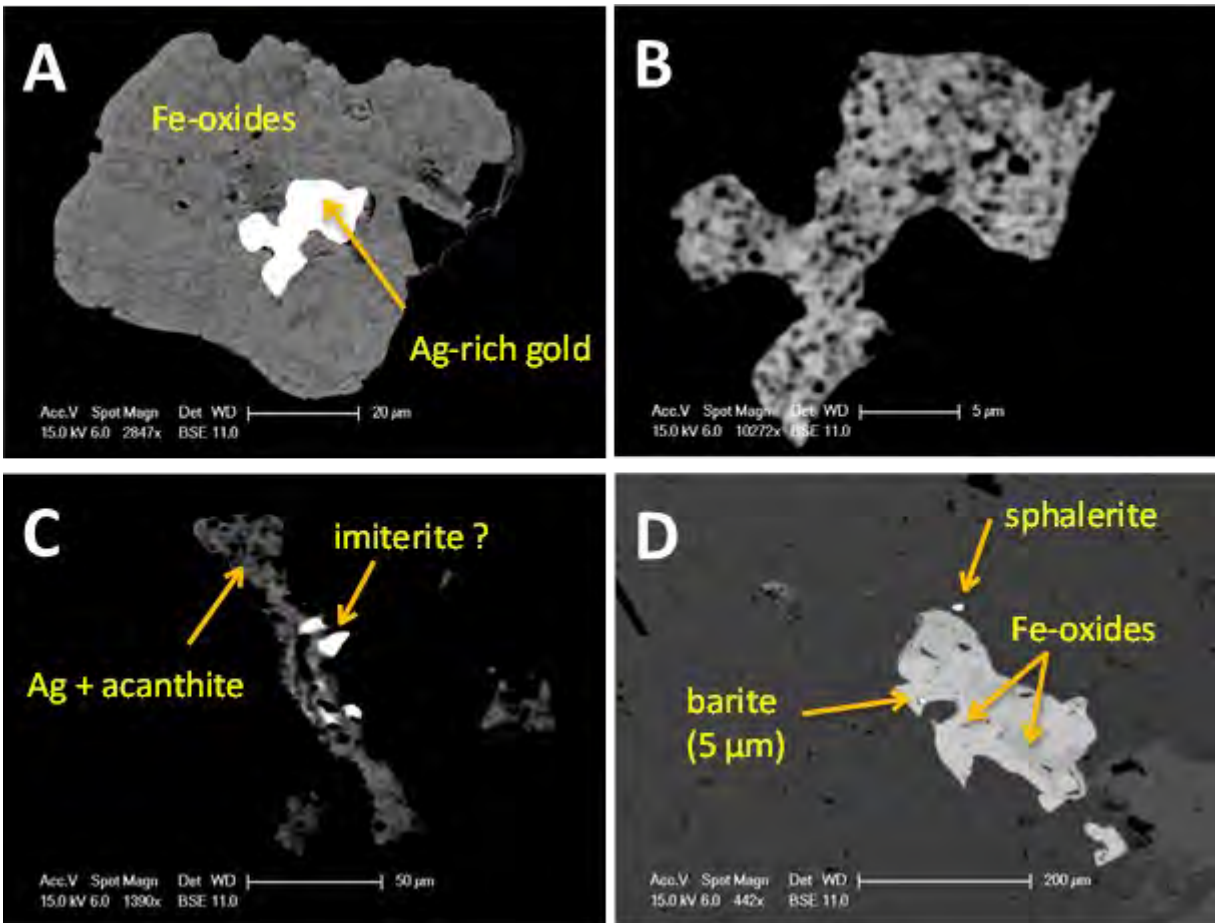 A
Fe-oxides
Ag-rich gold
Acc.V Spot Magn Det WD 20 µm
15.0 kV 6.0 2847x BSE 11.0
B
Acc.V Spot Magn Det WD 5 µm
15.0 kV 6.0 10272x BSE 11.0
C
imiterite ?
Ag + acanthite
Acc.V Spot Magn Det WD 50 µm
15.0 kV 6.0 1390x BSE 11.0
D
sphalerite
Fe-oxides
barite
(5 µm)
Acc.V Spot Magn Det WD 200 µm
15.0 kV 6.0 442x BSE 11.0